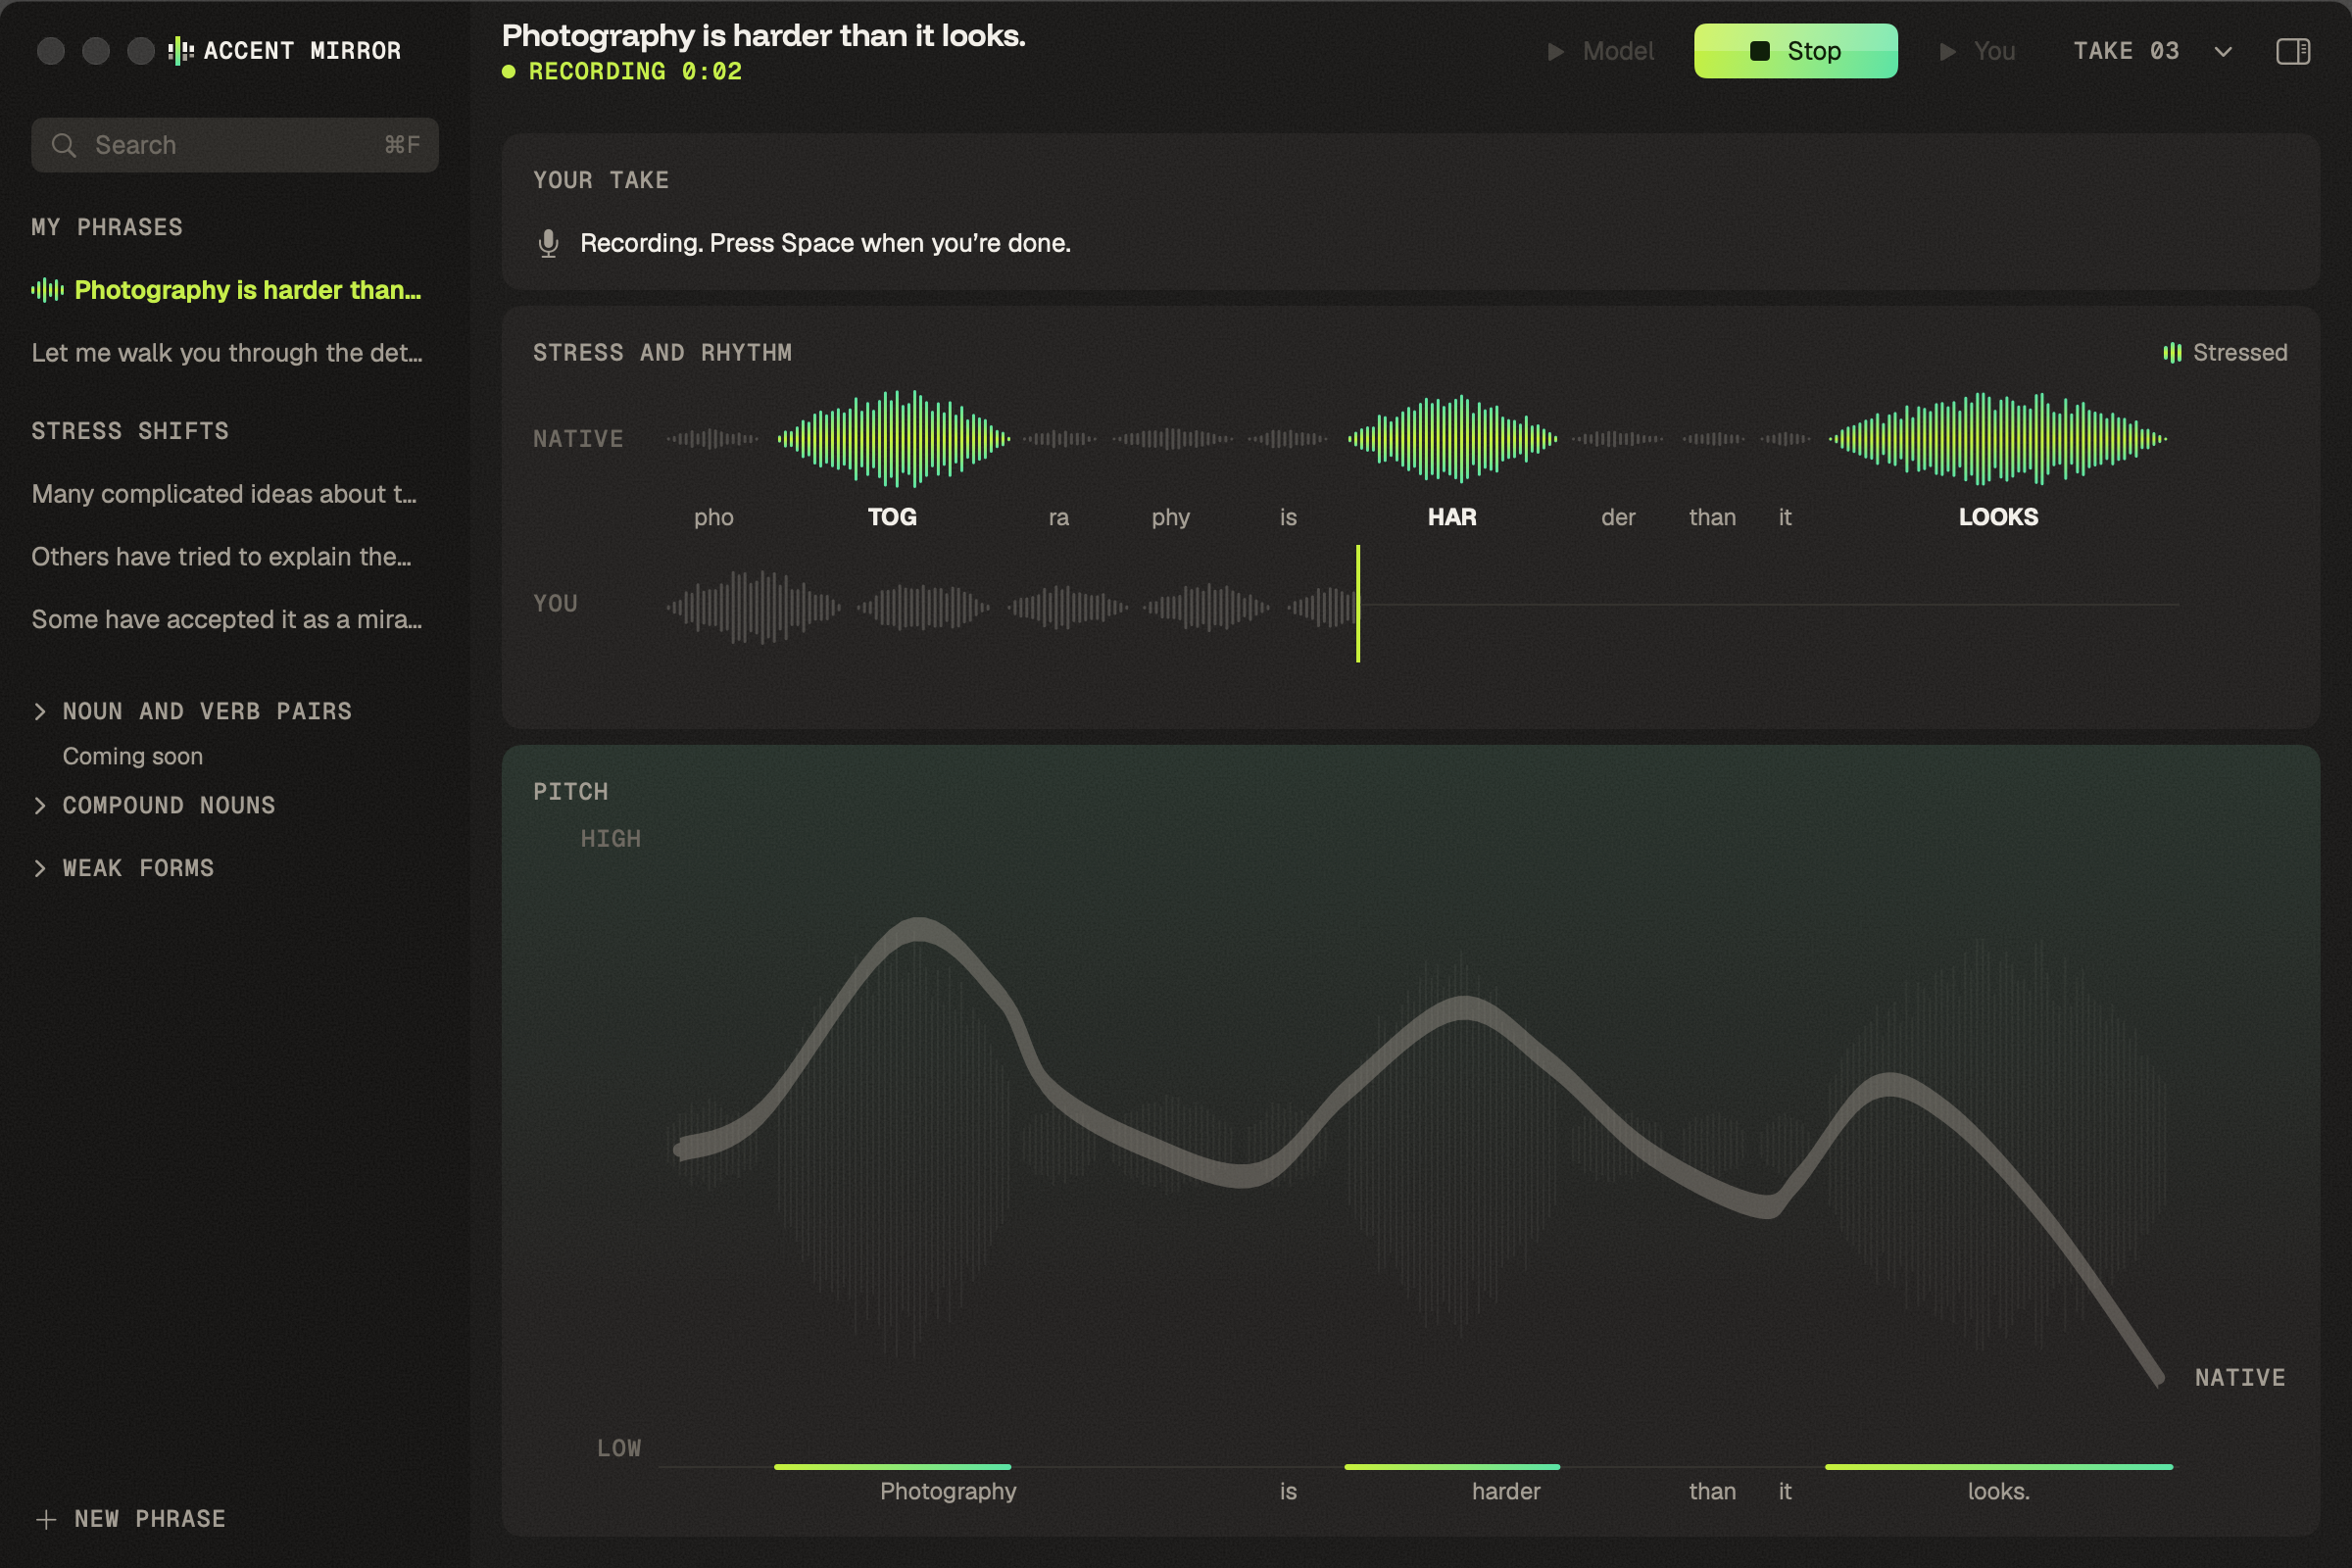 ACCENT MIRROR
Search ⌘F
MY PHRASES
Photography is harder than…
Let me walk you through the det…
STRESS SHIFTS
Many complicated ideas about t…
Others have tried to explain the…
Some have accepted it as a mira…
NOUN AND VERB PAIRS
Coming soon
COMPOUND NOUNS
WEAK FORMS
NEW PHRASE
Photography is harder than it looks.
RECORDING 0:02
Model Stop You TAKE 03
YOUR TAKE
Recording. Press Space when you’re done.
STRESS AND RHYTHM Stressed
NATIVE
pho TOG ra phy is HAR der than it LOOKS
YOU
PITCH
HIGH
NATIVE
LOW
Photography is harder than it looks.